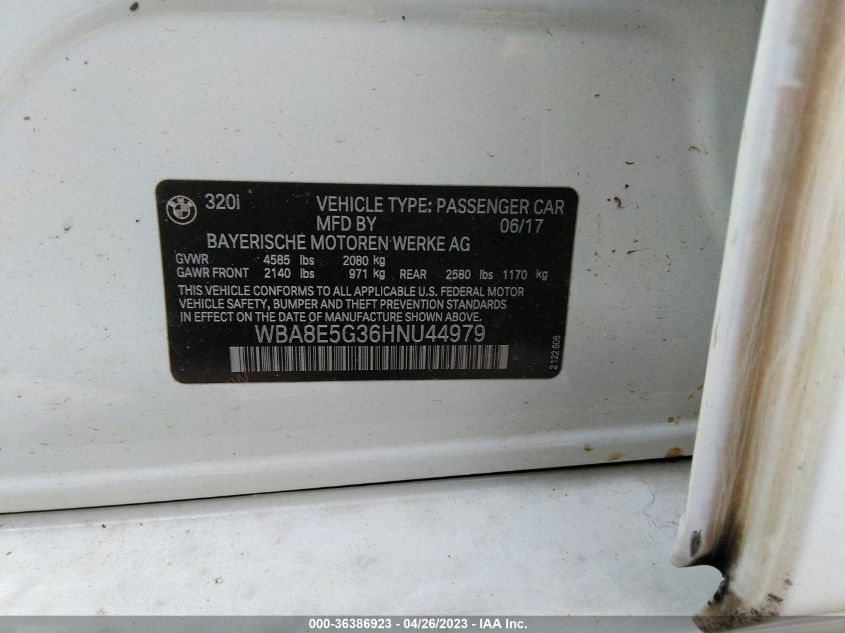 320i VEHICLE TYPE: PASSENGER CAR
MFD BY 06/17
BAYERISCHE MOTOREN WERKE AG
GVWR 4585 lbs 2080 kg
GAWR FRONT 2140 lbs 971 kg REAR 2580 lbs 1170 kg
THIS VEHICLE CONFORMS TO ALL APPLICABLE U.S. FEDERAL MOTOR
VEHICLE SAFETY, BUMPER AND THEFT PREVENTION STANDARDS
IN EFFECT ON THE DATE OF MANUFACTURE SHOWN ABOVE.
WBA8E5G36HNU44979
2 122 606
000-36386923 - 04/26/2023 - IAA Inc.